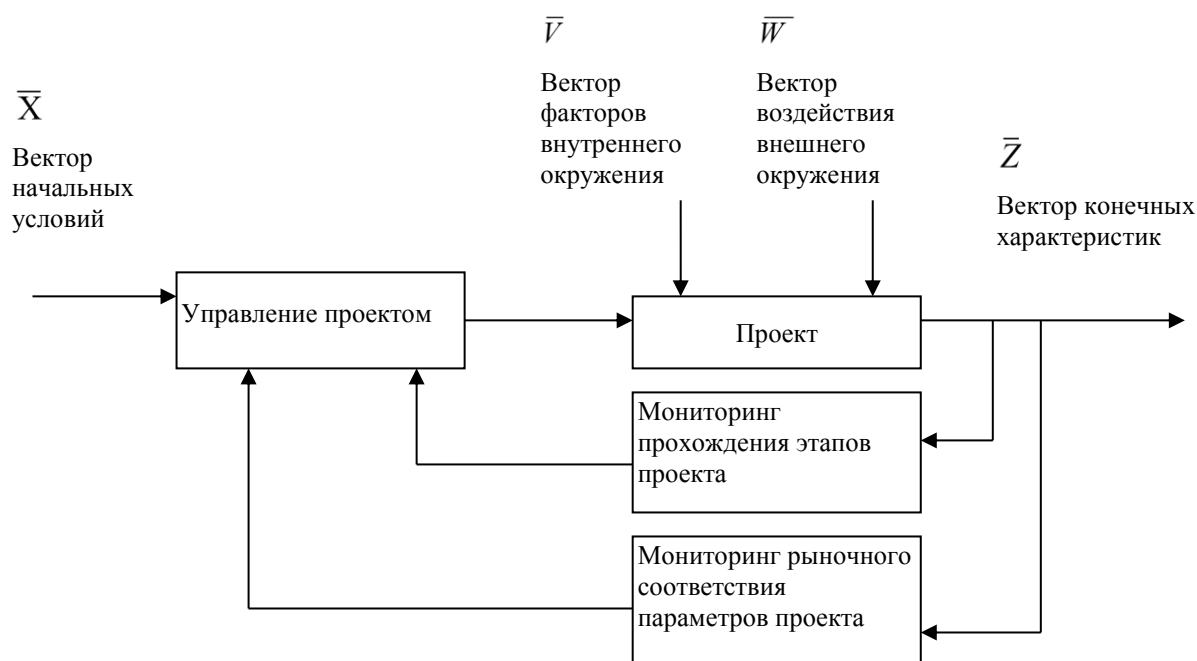 V̅
W̅
Вектор
факторов
внутреннего
окружения
Вектор
воздействия
внешнего
окружения
X̅
Вектор
начальных
условий
Z̅
Вектор конечных
характеристик
Управление проектом
Проект
Мониторинг
прохождения этапов
проекта
Мониторинг рыночного
соответствия
параметров проекта